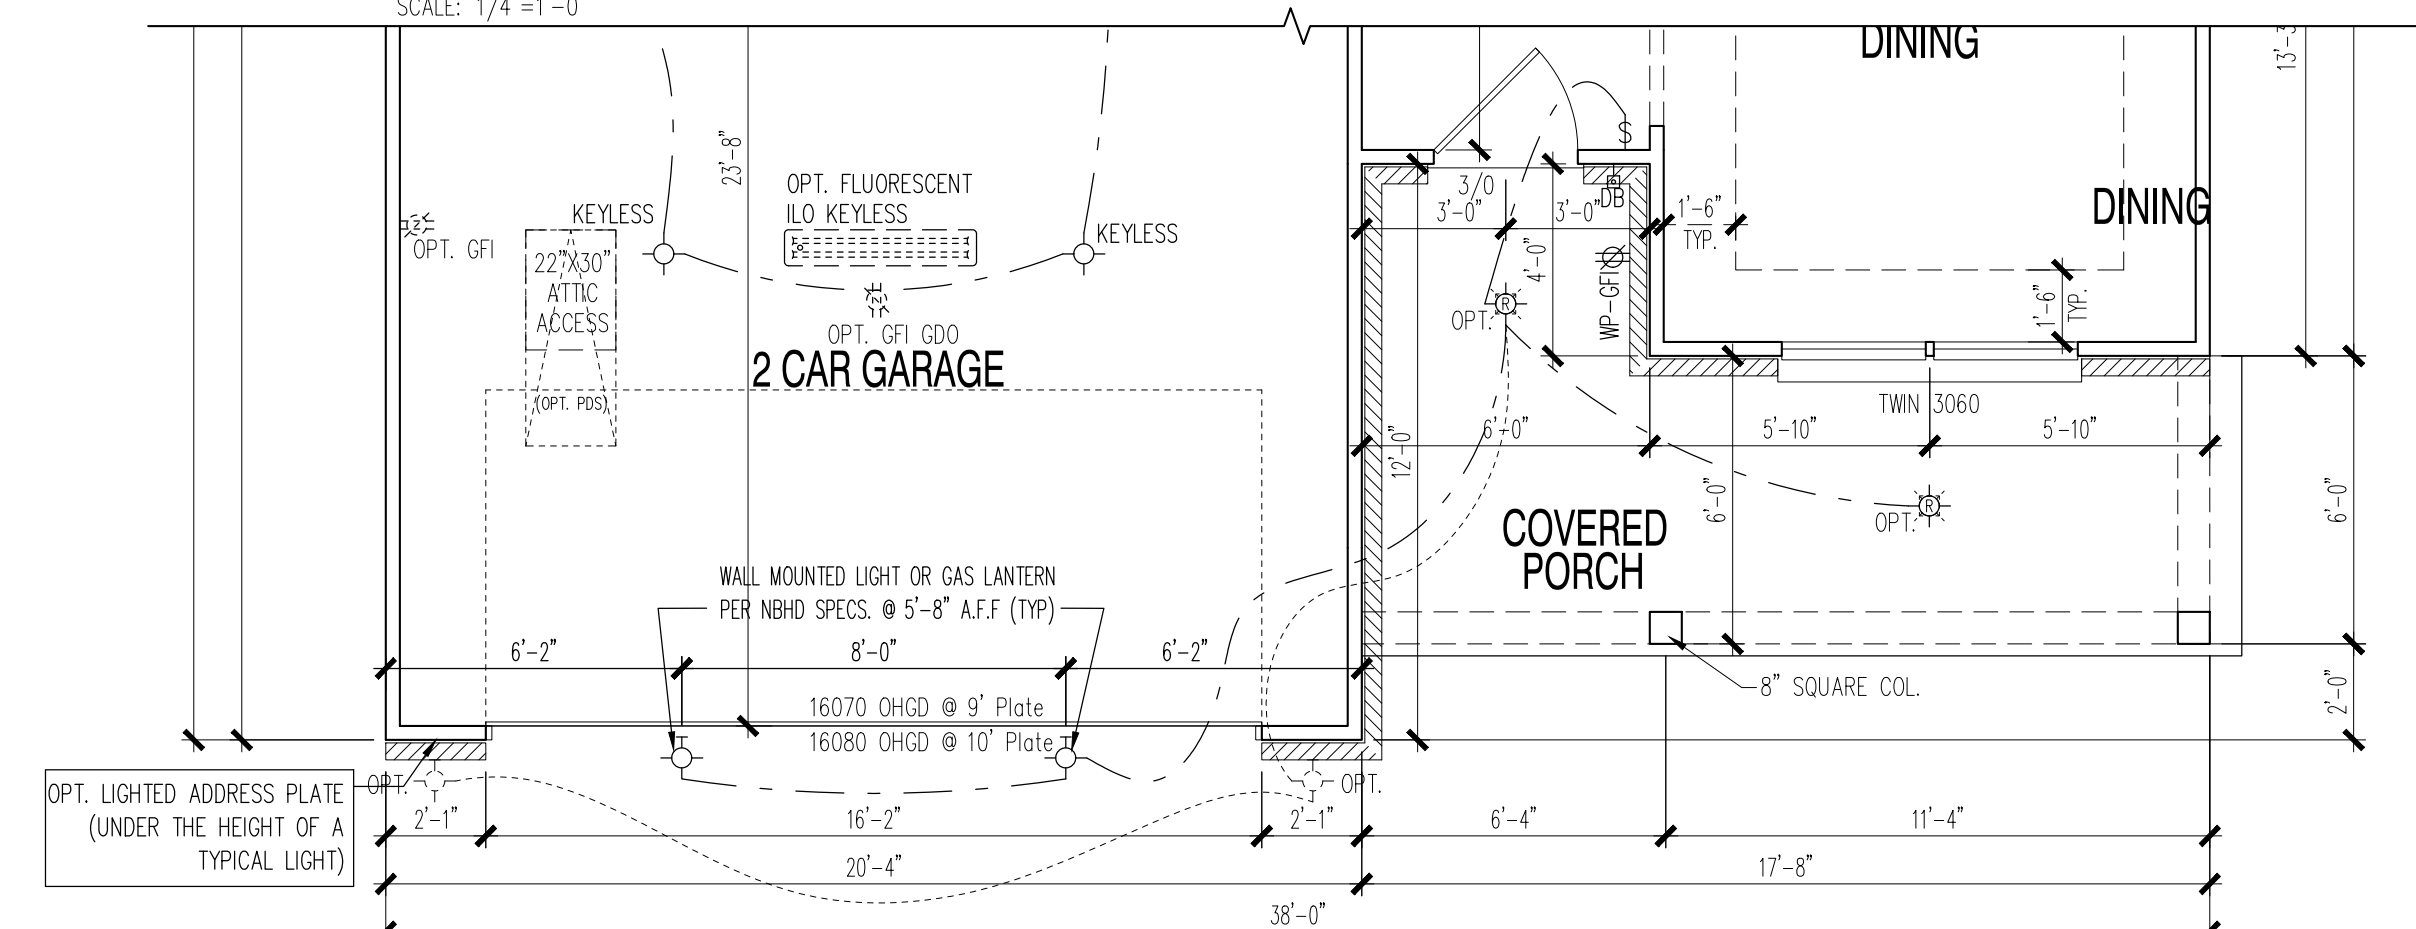 SCALE: 1/4 =1'-0
DINING
13'-3
23'-8"
OPT. FLUORESCENT
ILO KEYLESS
KEYLESS
KEYLESS
OPT. GFI
22"X30"
ATTIC
ACCESS
(OPT. PDS)
OPT. GFI GDO
2 CAR GARAGE
S
3/0
3'-0"
3'-0"
DB
1'-6"
TYP.
DINING
4'-0"
WP-GFI
OPT.
1'-6"
TYP.
TWIN 3060
12'-0"
6'-0"
5'-10"
5'-10"
6'-0"
R
R
OPT.
6'-0"
COVERED
PORCH
WALL MOUNTED LIGHT OR GAS LANTERN
PER NBHD SPECS. @ 5'-8" A.F.F (TYP)
6'-2"
8'-0"
6'-2"
8" SQUARE COL.
2'-0"
16070 OHGD @ 9' Plate
16080 OHGD @ 10' Plate
OPT.
OPT.
OPT. LIGHTED ADDRESS PLATE
(UNDER THE HEIGHT OF A
TYPICAL LIGHT)
2'-1"
16'-2"
2'-1"
6'-4"
11'-4"
20'-4"
17'-8"
38'-0"